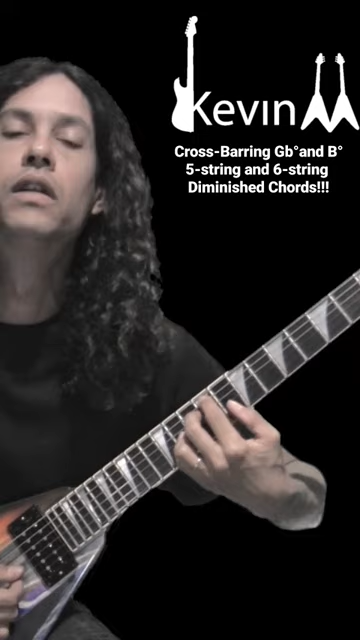 Kevin M
Cross-Barring Gb°and B°
5-string and 6-string
Diminished Chords!!!